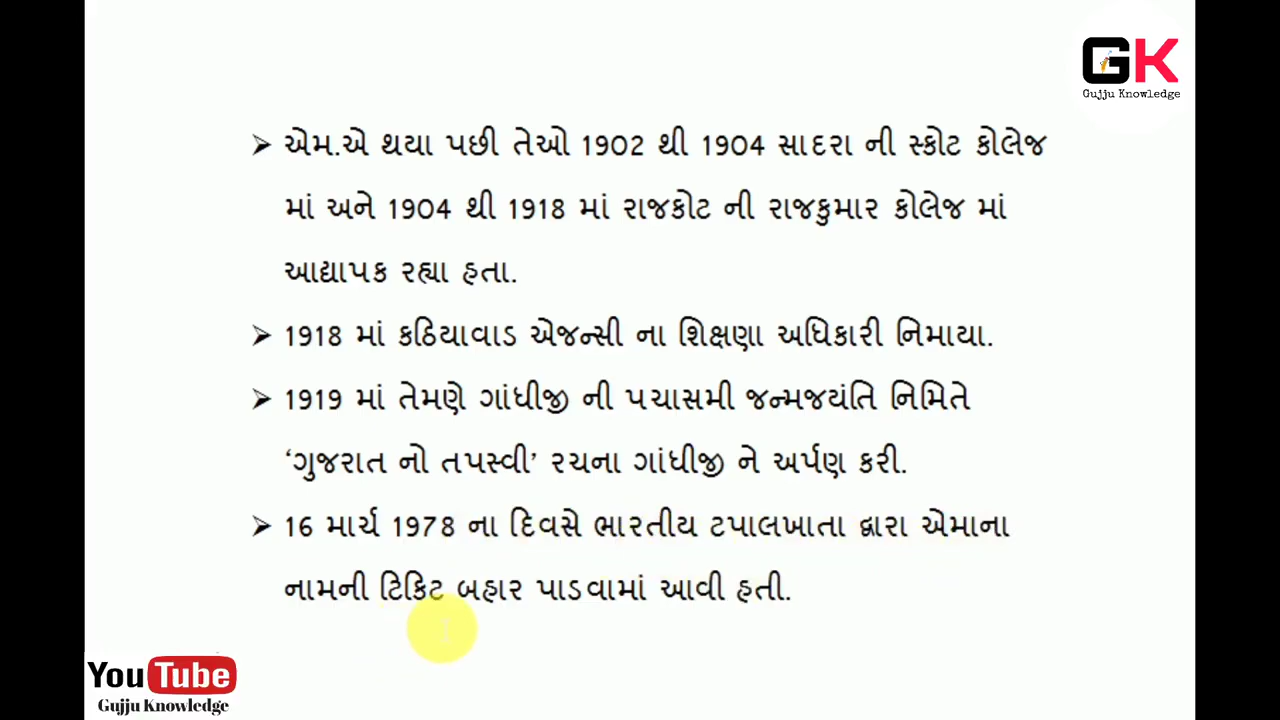 GK
Gujju Knowledge
➢ એમ.એ થયા પછી તેઓ 1902 થી 1904 સાદરા ની સ્કોટ કોલેજ
માં અને 1904 થી 1918 માં રાજકોટ ની રાજકુમાર કોલેજ માં
આદ્યાપક રહ્યા હતા.
➢ 1918 માં કઠિયાવાડ એજન્સી ના શિક્ષણા અધિકારી નિમાયા.
➢ 1919 માં તેમણે ગાંધીજી ની પચાસમી જન્મજયંતિ નિમિતે
‘ગુજરાત નો તપસ્વી’ રચના ગાંધીજી ને અર્પણ કરી.
➢ 16 માર્ચ 1978 ના દિવસે ભારતીય ટપાલખાતા દ્વારા એમાના
નામની ટિકિટ બહાર પાડવામાં આવી હતી.
YouTube
Gujju Knowledge